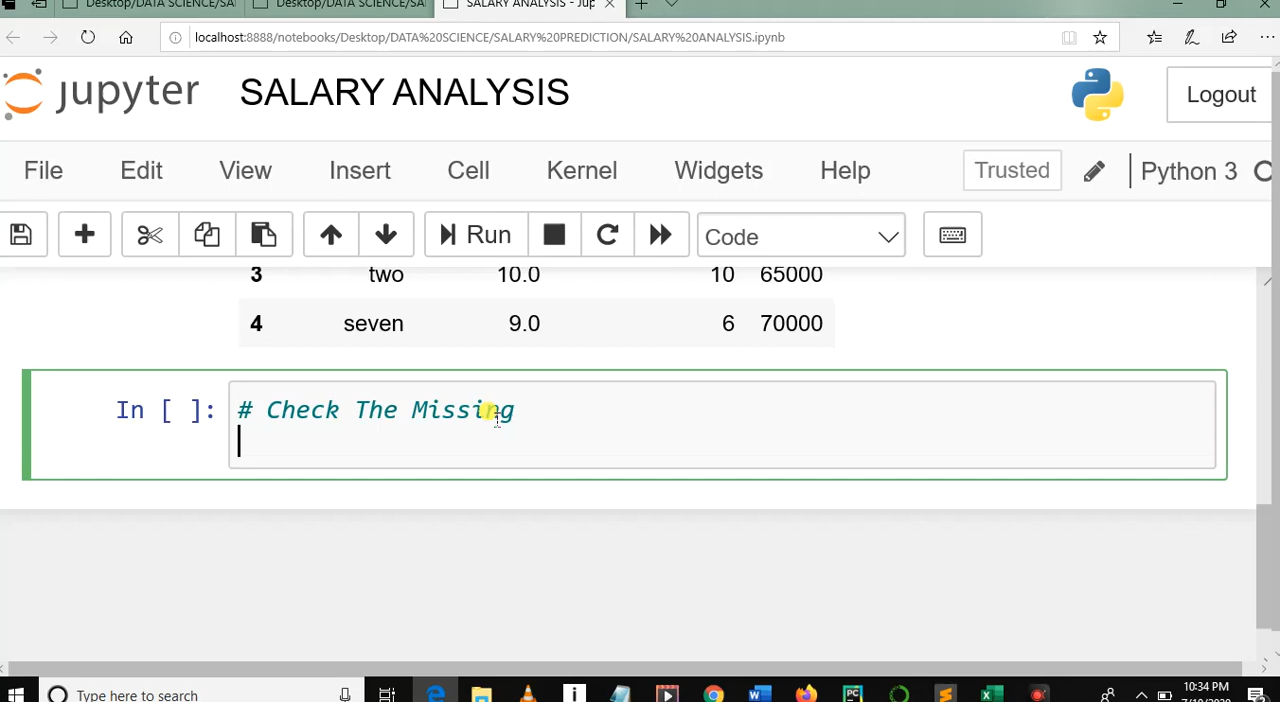 Desktop/DATA SCIENCE/SA
Desktop/DATA SCIENCE/SA
SALARY ANALYSIS - Jup
localhost:8888/notebooks/Desktop/DATA%20SCIENCE/SALARY%20PREDICTION/SALARY%20ANALYSIS.ipynb
jupyter SALARY ANALYSIS Logout
File Edit View Insert Cell Kernel Widgets Help Trusted Python 3
Run Code
3 two 10.0 10 65000
4 seven 9.0 6 70000
In [ ]: # Check The Missing
Type here to search
10:34 PM